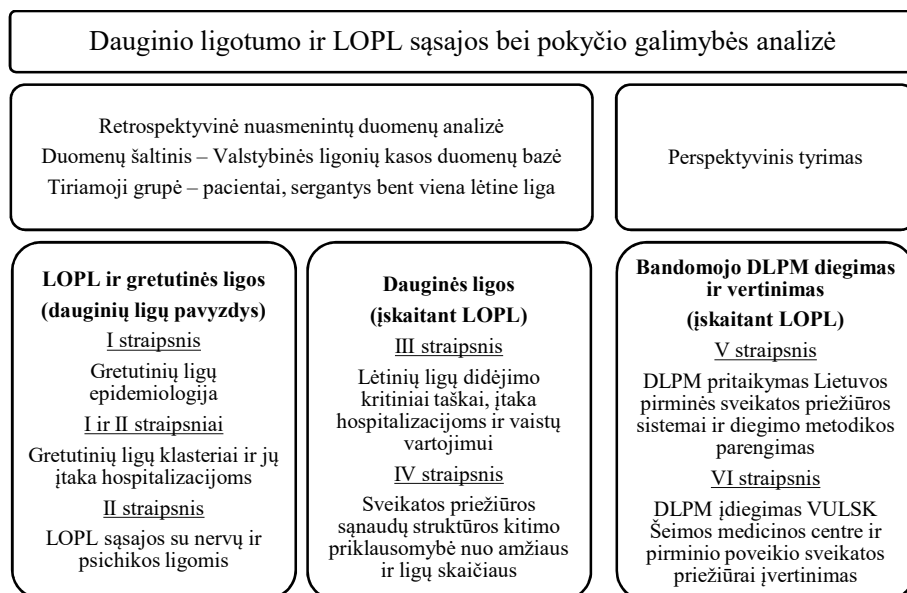 Dauginio ligotumo ir LOPL sąsajos bei pokyčio galimybės analizė
Retrospektyvinė nuasmenintų duomenų analizė
Duomenų šaltinis – Valstybinės ligonių kasos duomenų bazė
Tiriamoji grupė – pacientai, sergantys bent viena lėtine liga
Perspektyvinis tyrimas
LOPL ir gretutinės ligos
(dauginių ligų pavyzdys)
I straipsnis
Gretutinių ligų
epidemiologija
I ir II straipsniai
Gretutinių ligų klasteriai ir jų
įtaka hospitalizacijoms
II straipsnis
LOPL sąsajos su nervų ir
psichikos ligomis
Dauginės ligos
(įskaitant LOPL)
III straipsnis
Lėtinių ligų didėjimo
kritiniai taškai, įtaka
hospitalizacijoms ir vaistų
vartojimui
IV straipsnis
Sveikatos priežiūros
sąnaudų struktūros kitimo
priklausomybė nuo amžiaus
ir ligų skaičiaus
Bandomojo DLPM diegimas
ir vertinimas
(įskaitant LOPL)
V straipsnis
DLPM pritaikymas Lietuvos
pirminės sveikatos priežiūros
sistemai ir diegimo metodikos
parengimas
VI straipsnis
DLPM įdiegimas VULSK
Šeimos medicinos centre ir
pirminio poveikio sveikatos
priežiūrai įvertinimas